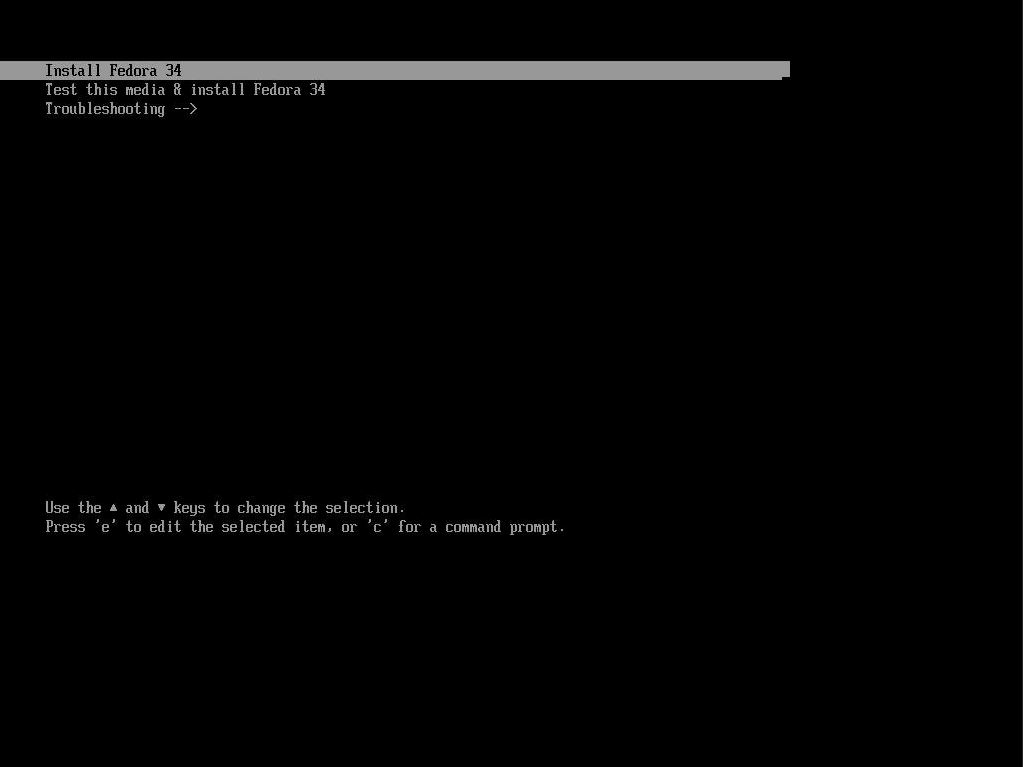 Install Fedora 34
Test this media & install Fedora 34
Troubleshooting -->
Use the ▲ and ▼ keys to change the selection.
Press 'e' to edit the selected item, or 'c' for a command prompt.